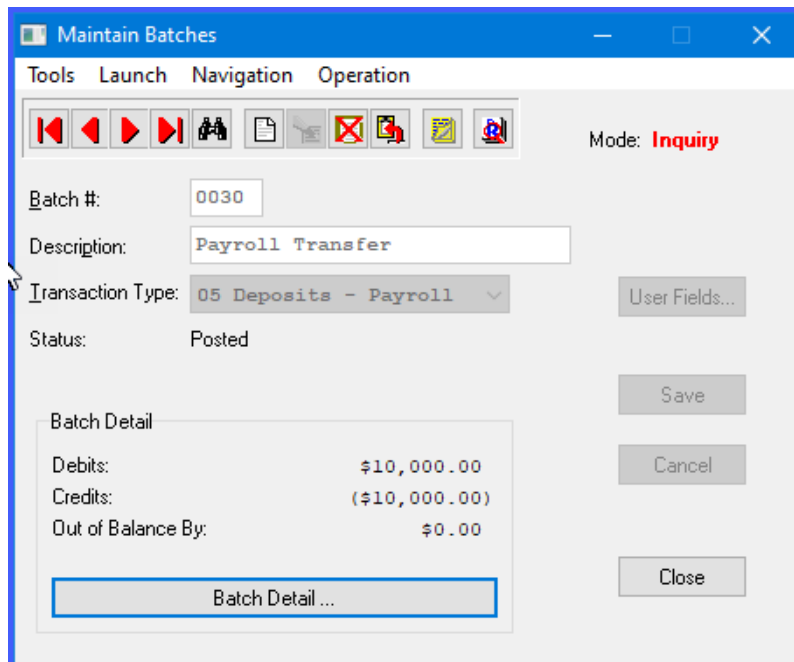 Maintain Batches
Tools Launch Navigation Operation
Mode: Inquiry
Batch #: 0030
Description: Payroll Transfer
Transaction Type: 05 Deposits - Payroll
User Fields...
Status: Posted
Save
Batch Detail
Debits: $10,000.00
Cancel
Credits: ($10,000.00)
Out of Balance By: $0.00
Close
Batch Detail ...